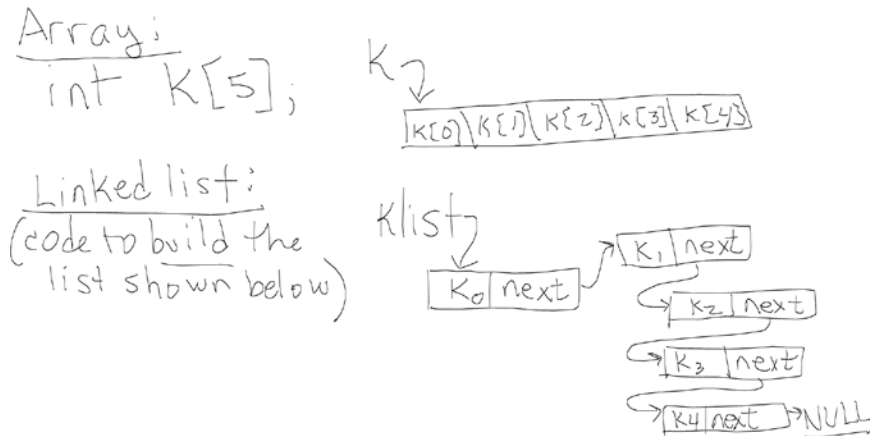 Array:
int K[5];
K
K[0] K[1] K[2] K[3] K[4]
Linked list:
(code to build the
list shown below)
Klist
K0 next
K1 next
K2 next
K3 next
K4 next
NULL